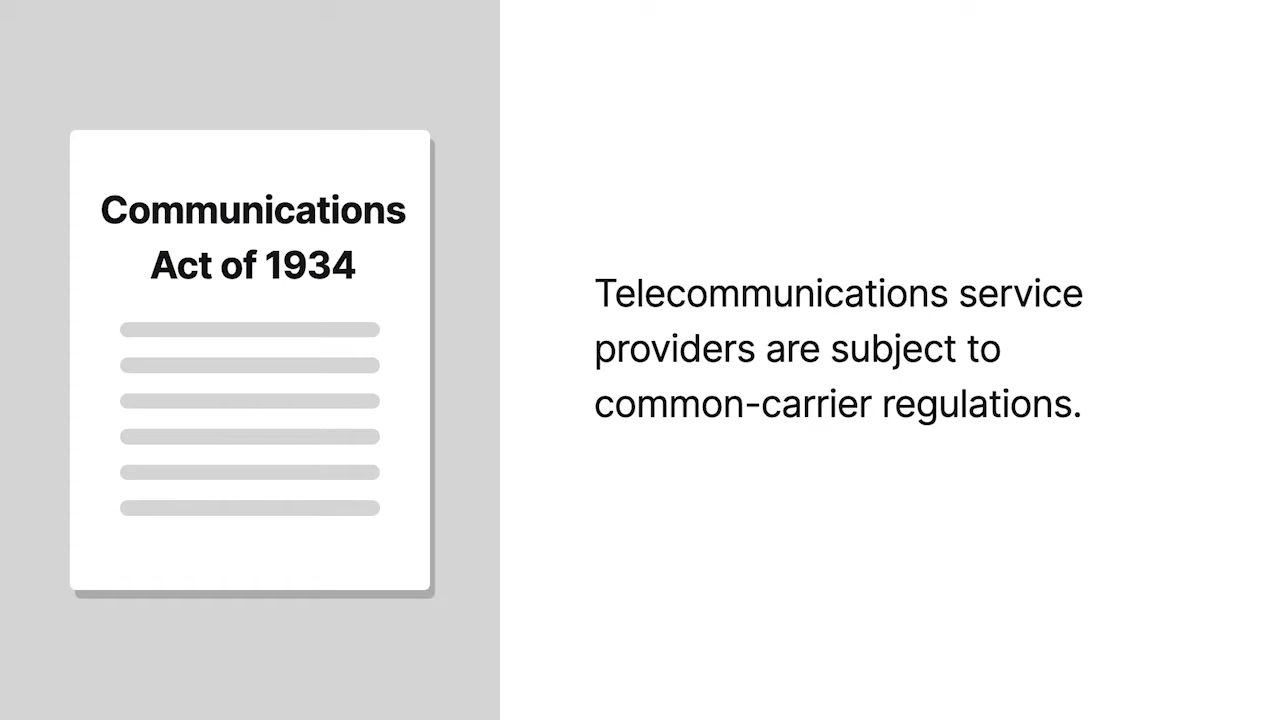 Communications
Act of 1934
Telecommunications service
providers are subject to
common-carrier regulations.